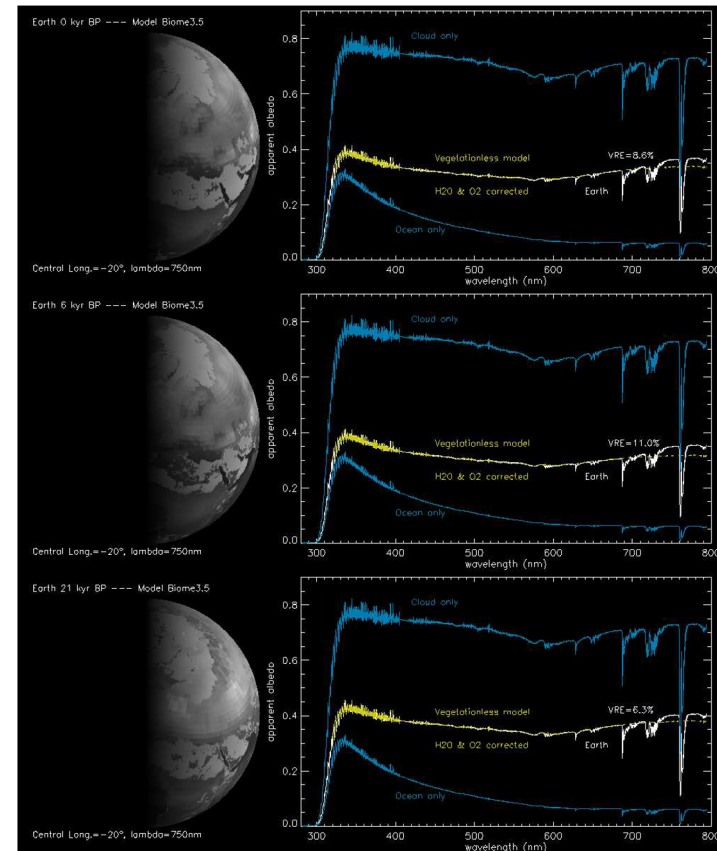 Earth 0 kyr BP --- Model Biome3.5
Central Long.=-20°, lambda=750nm
apparent albedo
0.8
0.6
0.4
0.2
0.0
Cloud only
Vegetationless model
VRE=8.6%
H2O & O2 corrected
Earth
Ocean only
300 400 500 600 700 800
wavelength (nm)
Earth 6 kyr BP --- Model Biome3.5
Central Long.=-20°, lambda=750nm
apparent albedo
0.8
0.6
0.4
0.2
0.0
Cloud only
Vegetationless model
VRE=11.0%
H2O & O2 corrected
Earth
Ocean only
300 400 500 600 700 800
wavelength (nm)
Earth 21 kyr BP --- Model Biome3.5
Central Long.=-20°, lambda=750nm
apparent albedo
0.8
0.6
0.4
0.2
0.0
Cloud only
VRE=6.3%
Vegetationless model
H2O & O2 corrected
Earth
Ocean only
300 400 500 600 700 800
wavelength (nm)